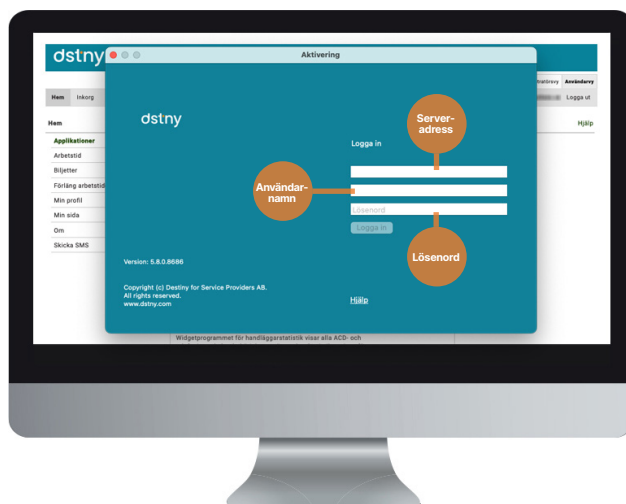 dstny
Aktivering
Användarvy
Hem Inkorg
Logga ut
Hem
Hjälp
Applikationer
Arbetstid
Biljetter
Förläng arbetstid
Min profil
Min sida
Om
Skicka SMS
dstny
Server-
adress
Logga in
Användar-
namn
Lösenord
Logga in
Lösenord
Version: 5.8.0.8686
Copyright (c) Destiny for Service Providers AB.
All rights reserved.
www.dstny.com
Hjälp
Widgetprogrammet för handläggarstatistik visar alla ACD- och